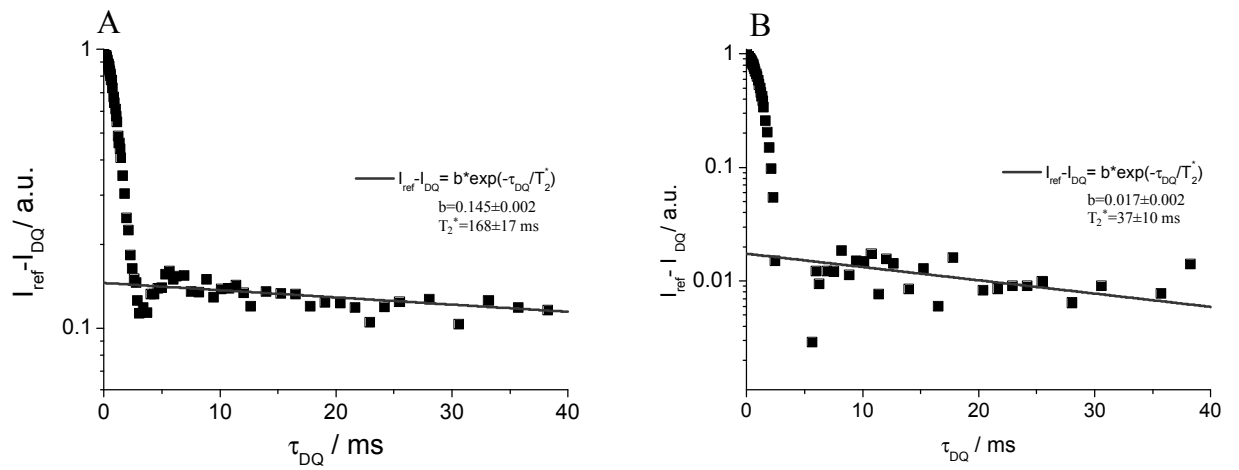 A
1
0.1
I_ref-I_DQ/ a.u.
I_ref-I_DQ= b*exp(-τ_DQ/T_2^*)
b=0.145±0.002
T_2^*=168±17 ms
0 10 20 30 40
τ_DQ / ms
B
1
0.1
0.01
I_ref- I_DQ/ a.u.
I_ref-I_DQ= b*exp(-τ_DQ/T_2^*)
b=0.017±0.002
T_2^*=37±10 ms
0 10 20 30 40
τ_DQ / ms